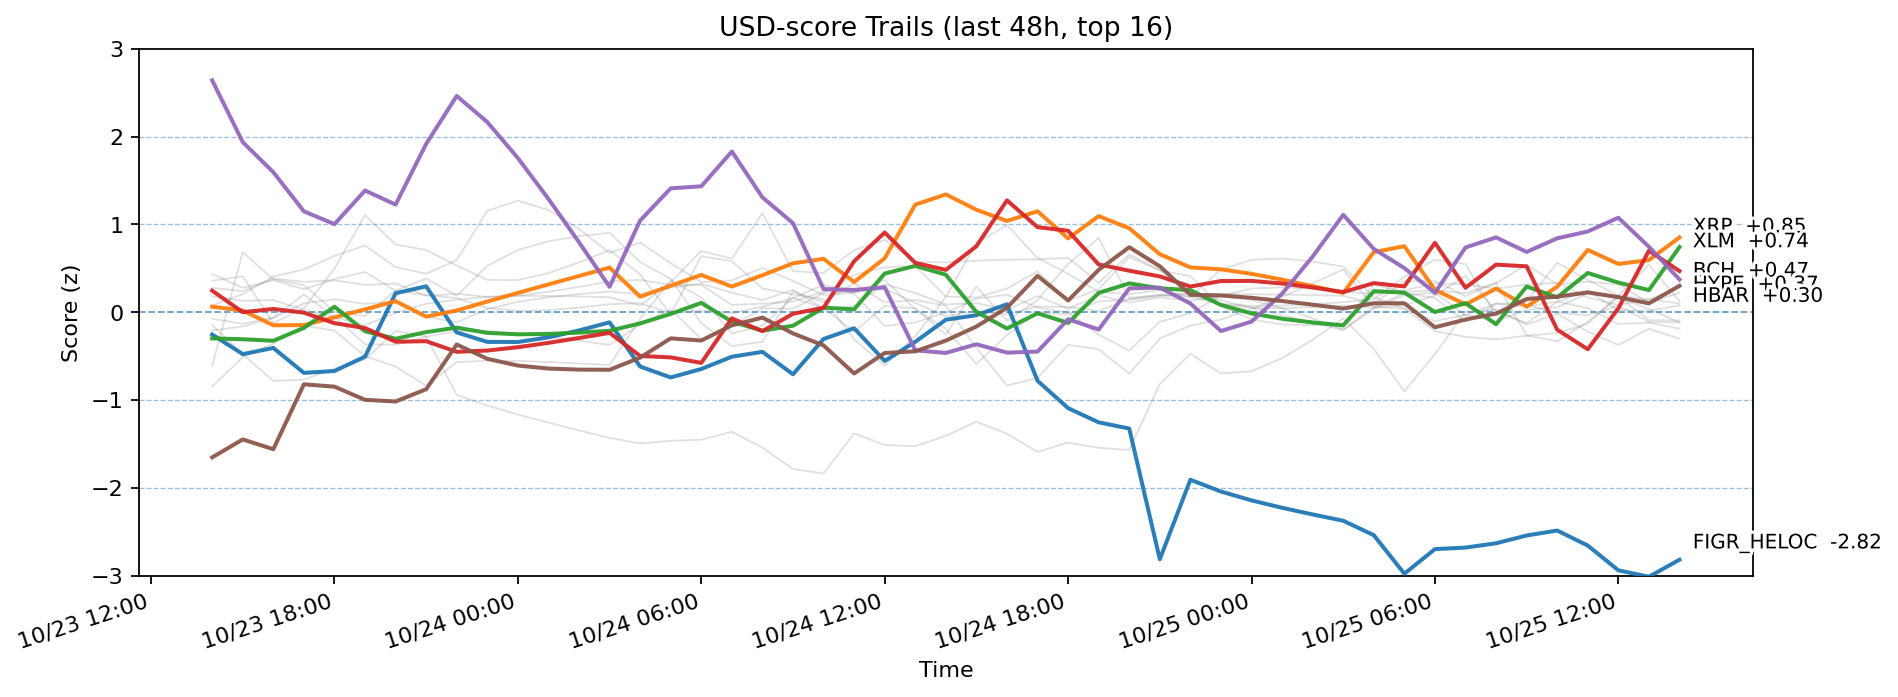 USD-score Trails (last 48h, top 16)
Score (z)
3
2
1
0
−1
−2
−3
XRP +0.85
XLM +0.74
BCH +0.47
HYPE +0.37
HBAR +0.30
FIGR_HELOC -2.82
10/23 12:00
10/23 18:00
10/24 00:00
10/24 06:00
10/24 12:00
10/24 18:00
10/25 00:00
10/25 06:00
10/25 12:00
Time